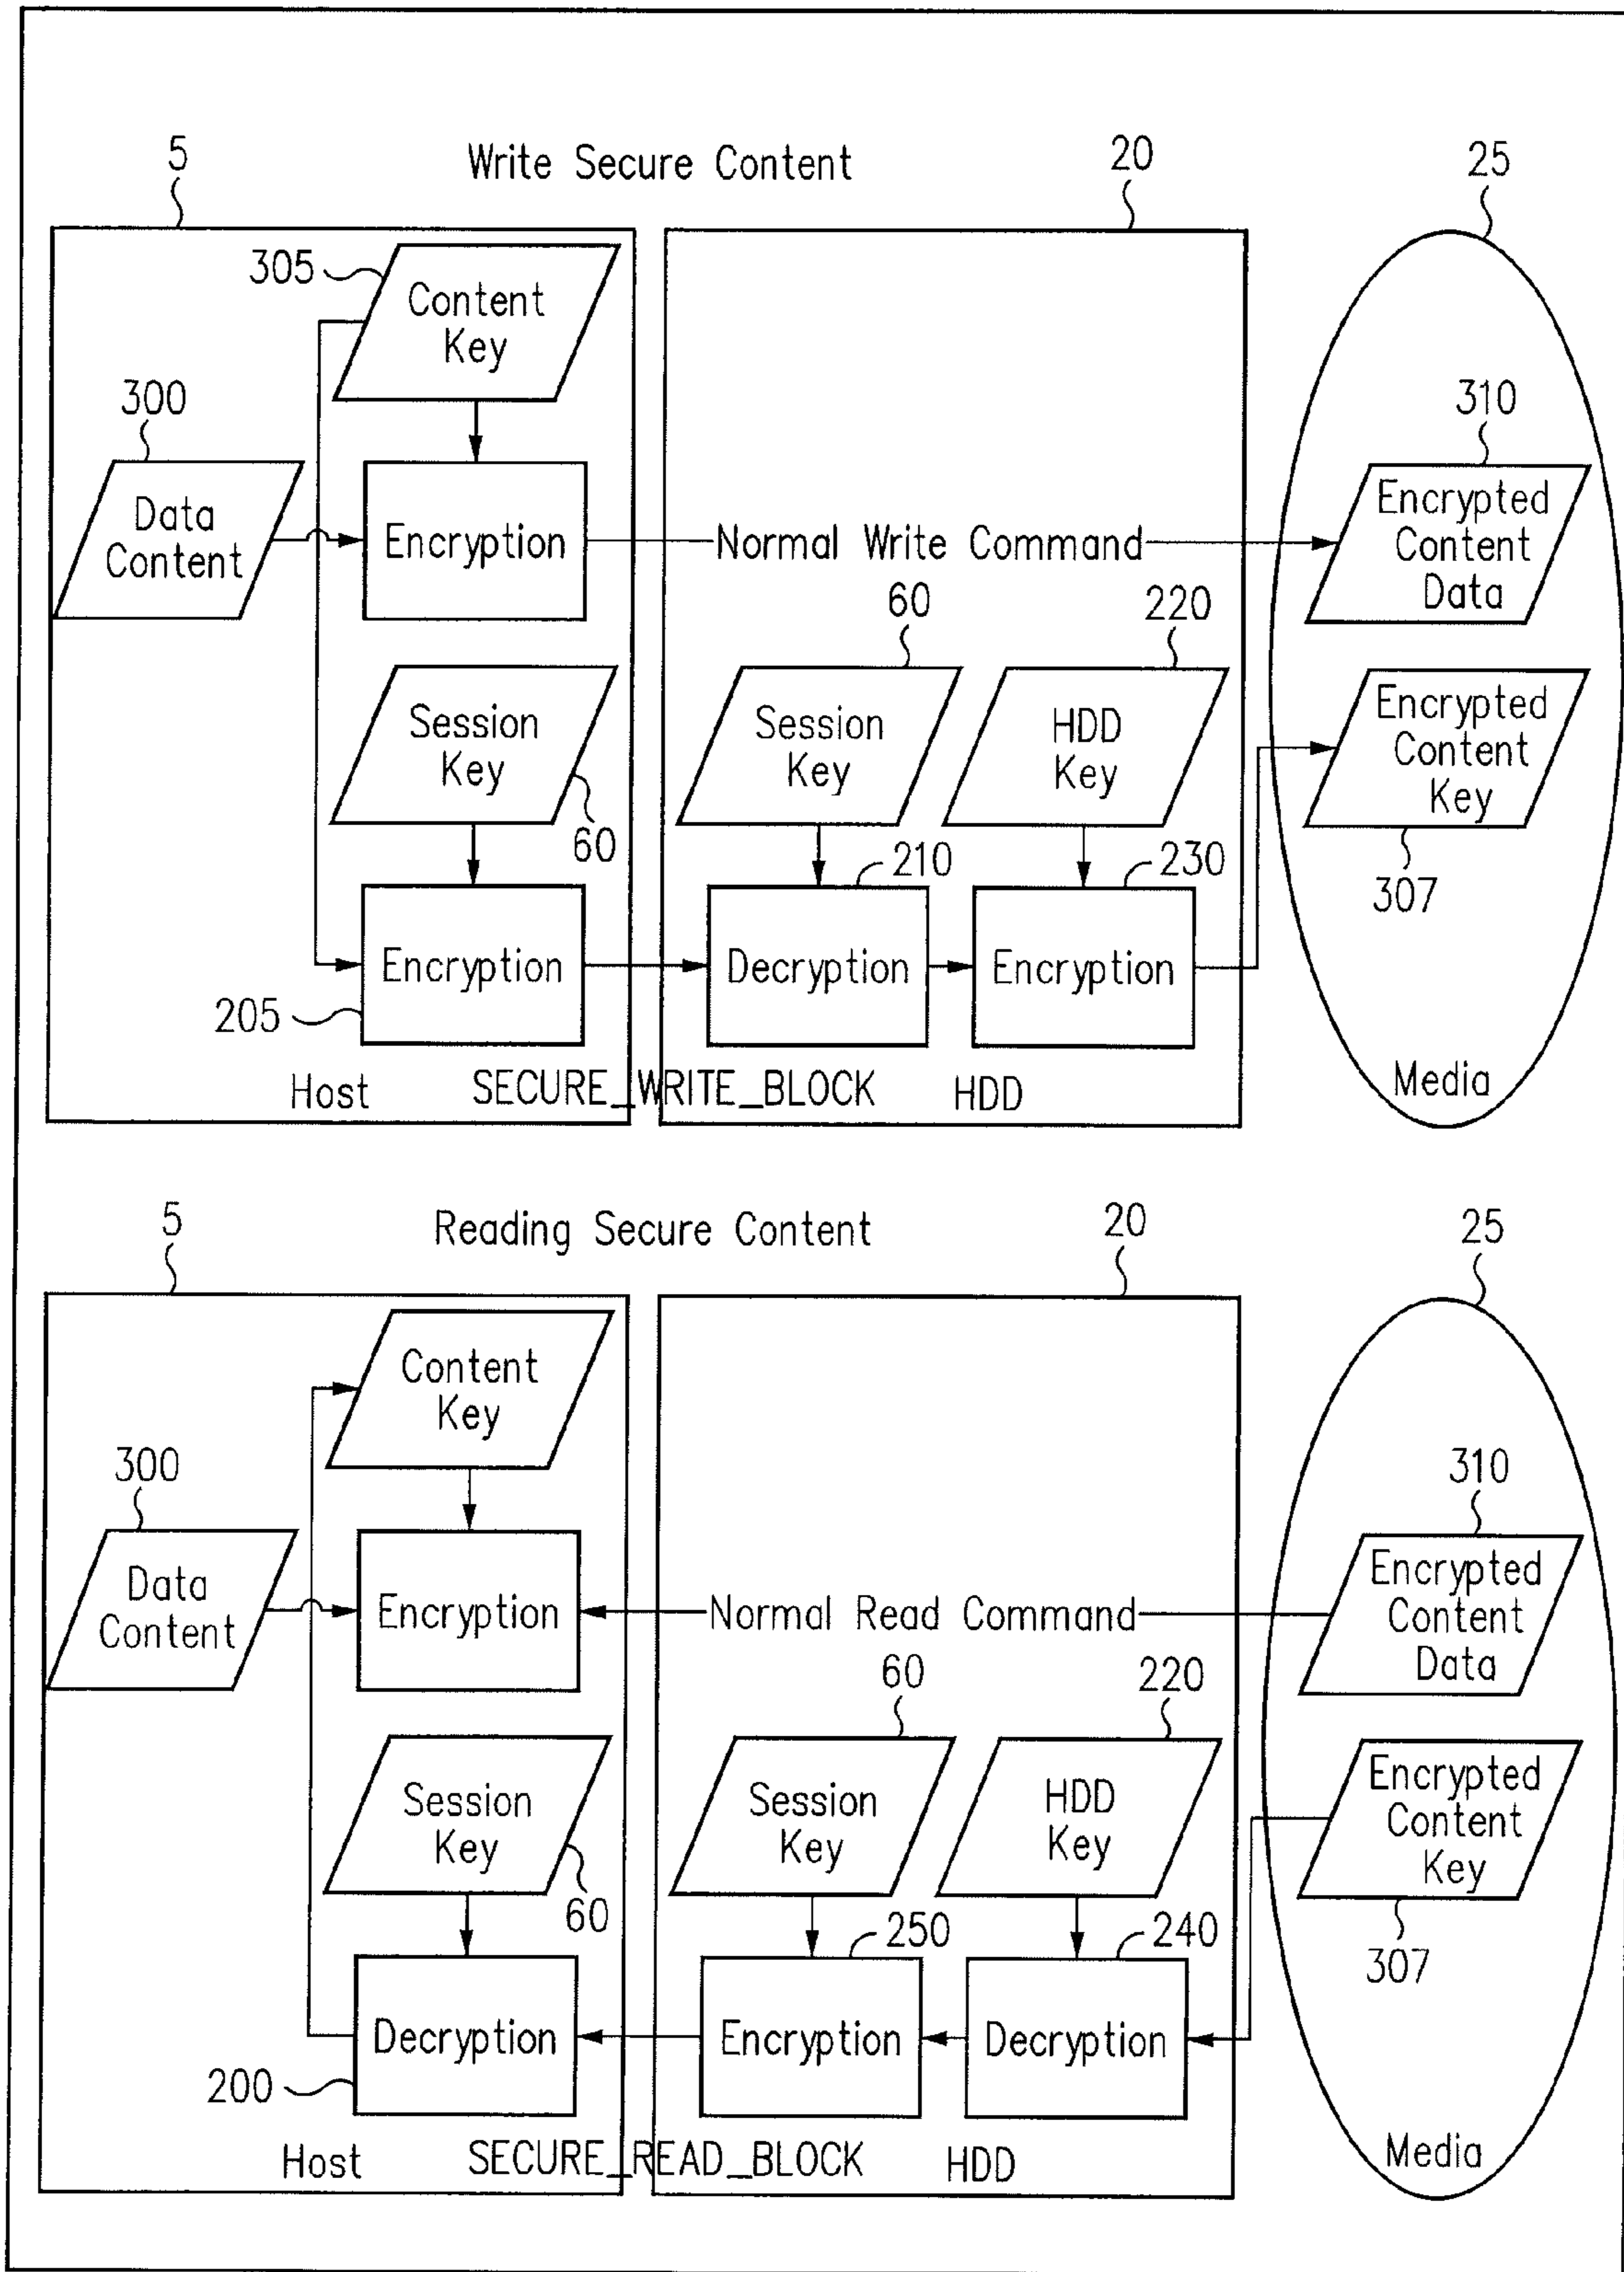 Write Secure Content
5
20
25
305
Content
Key
300
Data
Content
Encryption
Normal Write Command
310
Encrypted
Content
Data
60
220
Session
Key
60
Session
Key
HDD
Key
Encrypted
Content
Key
307
210
230
Encryption
Decryption
Encryption
205
Host
SECURE_WRITE_BLOCK
HDD
Media
Reading Secure Content
5
20
25
Content
Key
300
Data
Content
Encryption
Normal Read Command
310
Encrypted
Content
Data
60
220
Session
Key
60
Session
Key
HDD
Key
Encrypted
Content
Key
307
250
240
Decryption
Encryption
Decryption
200
Host
SECURE_READ_BLOCK
HDD
Media